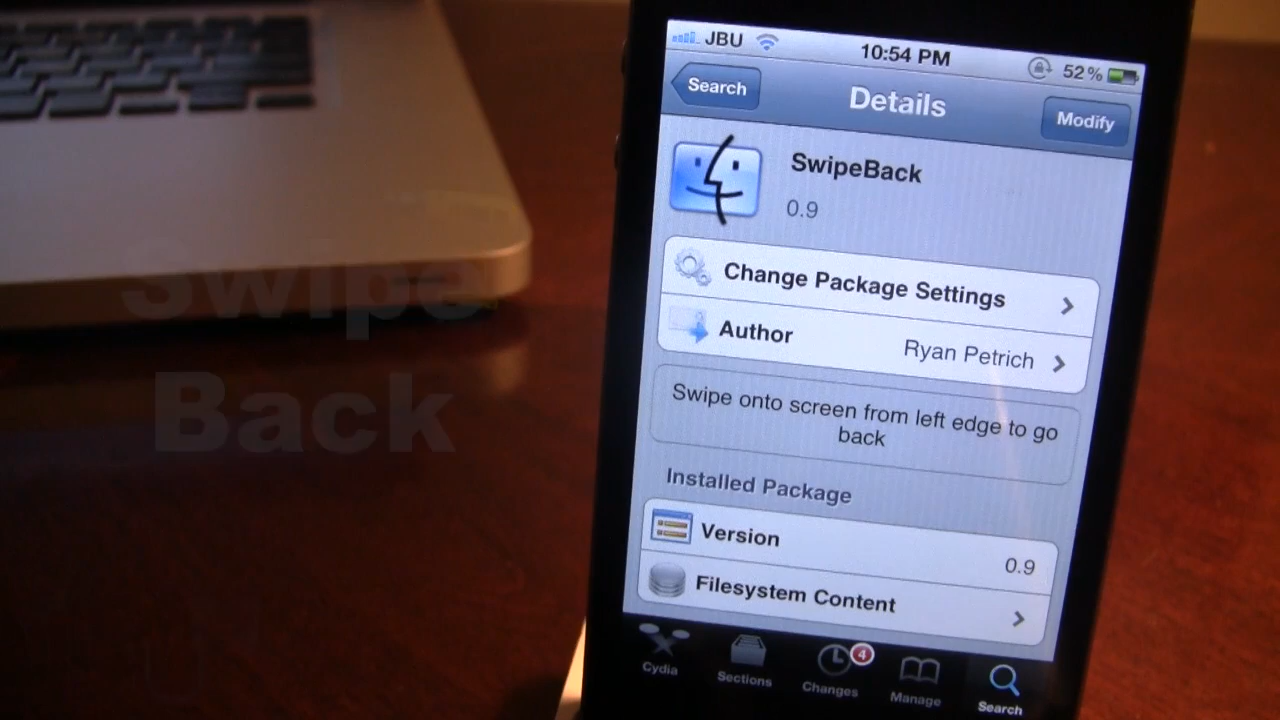 JBU
10:54 PM
52%
Search
Details
Modify
SwipeBack
0.9
Change Package Settings
Author
Ryan Petrich
Swipe onto screen from left edge to go
back
Installed Package
Version
0.9
Filesystem Content
Cydia
Sections
Changes
4
Manage
Search
Swipe
Back